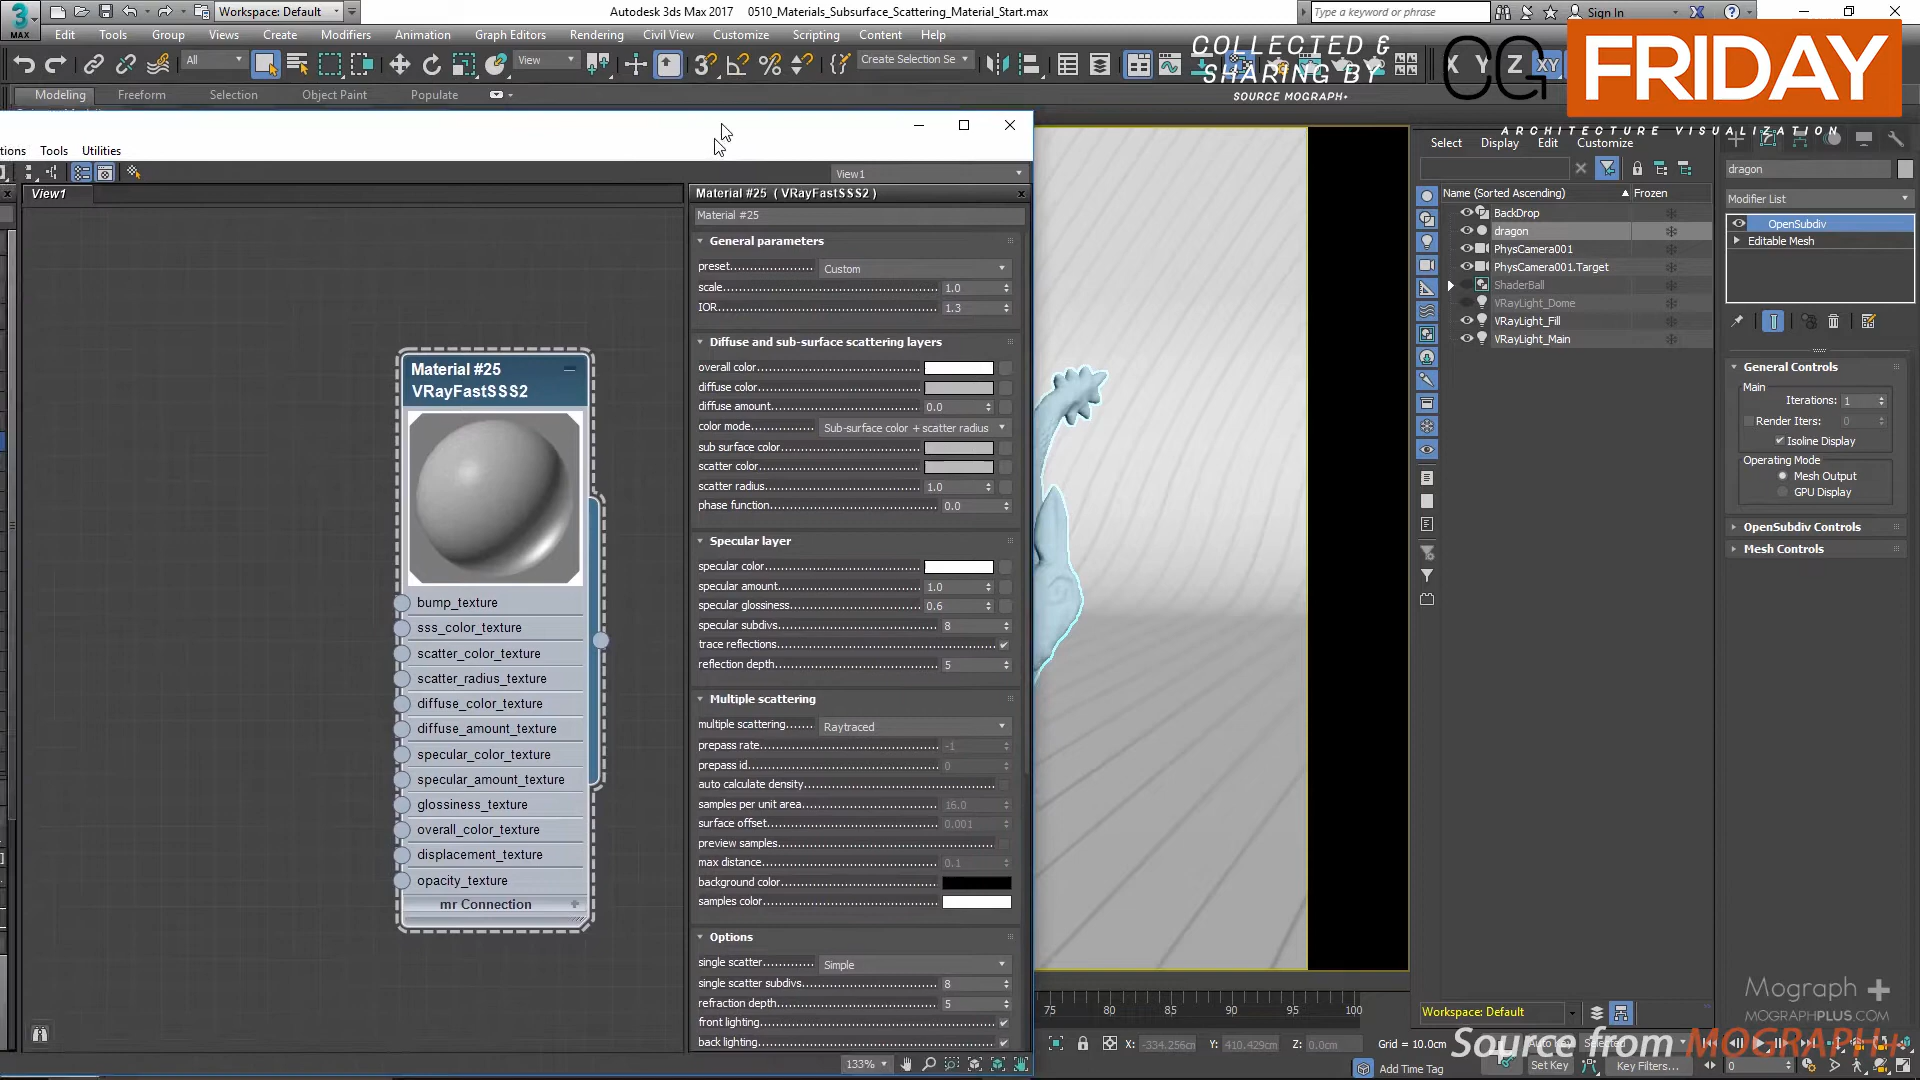 Workspace: Default
Autodesk 3ds Max 2017
0510_Materials_Subsurface_Scattering_Material_Start.max
Type a keyword or phrase
Sign In
MAX
Edit
Tools
Group
Views
Create
Modifiers
Animation
Graph Editors
Rendering
Civil View
Customize
Scripting
Content
Help
All
View
Create Selection Se
X
Y
Z
XY
COLLECTED &
SHARING BY
SOURCE MOGRAPH+
CG
FRIDAY
ARCHITECTURE VISUALIZATION
Modeling
Freeform
Selection
Object Paint
Populate
tions
Tools
Utilities
View1
View1
Material #25 ( VRayFastSSS2 )
Material #25
General parameters
preset
Custom
scale
1.0
IOR
1.3
Diffuse and sub-surface scattering layers
overall color
diffuse color
diffuse amount
0.0
color mode
Sub-surface color + scatter radius
sub surface color
scatter color
scatter radius
1.0
phase function
0.0
Specular layer
specular color
specular amount
1.0
specular glossiness
0.6
specular subdivs
8
trace reflections
reflection depth
5
Multiple scattering
multiple scattering
Raytraced
prepass rate
-1
prepass id
0
auto calculate density
samples per unit area
16.0
surface offset
0.001
preview samples
max distance
0.1
background color
samples color
Options
single scatter
Simple
single scatter subdivs
8
refraction depth
5
front lighting
back lighting
133%
Material #25
VRayFastSSS2
bump_texture
sss_color_texture
scatter_color_texture
scatter_radius_texture
diffuse_color_texture
diffuse_amount_texture
specular_color_texture
specular_amount_texture
glossiness_texture
overall_color_texture
displacement_texture
opacity_texture
mr Connection
Select
Display
Edit
Customize
Name (Sorted Ascending)
Frozen
BackDrop
dragon
PhysCamera001
PhysCamera001.Target
ShaderBall
VRayLight_Dome
VRayLight_Fill
VRayLight_Main
dragon
Modifier List
OpenSubdiv
Editable Mesh
General Controls
Main
Iterations: 1
Render Iters: 0
Isoline Display
Operating Mode
Mesh Output
GPU Display
OpenSubdiv Controls
Mesh Controls
75
80
85
90
95
100
Workspace: Default
X: -334.256cm
Y: 410.429cm
Z: 0.0cm
Grid = 10.0cm
Add Time Tag
Auto Key
Selected
Set Key
Key Filters...
0
Mograph +
MOGRAPHPLUS.COM
Source from MOGRAPH+